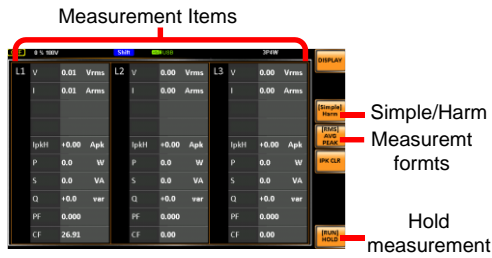 Measurement Items
0 % 100V Shift USB 3P4W DISPLAY
L1 V 0.01 Vrms L2 V 0.00 Vrms L3 V 0.00 Vrms
I 0.01 Arms I 0.00 Arms I 0.00 Arms
[Simple] Harm Simple/Harm
[RMS] AVG PEAK Measuremt formts
IpkH +0.00 Apk IpkH +0.00 Apk IpkH +0.00 Apk
P 0.0 W P 0.0 W P 0.0 W IPK CLR
S 0.0 VA S 0.0 VA S 0.0 VA
Q +0.0 var Q +0.0 var Q +0.0 var
PF 0.000 PF 0.000 PF 0.000
CF 26.91 CF 0.00 CF 0.00
[RUN] HOLD Hold measurement